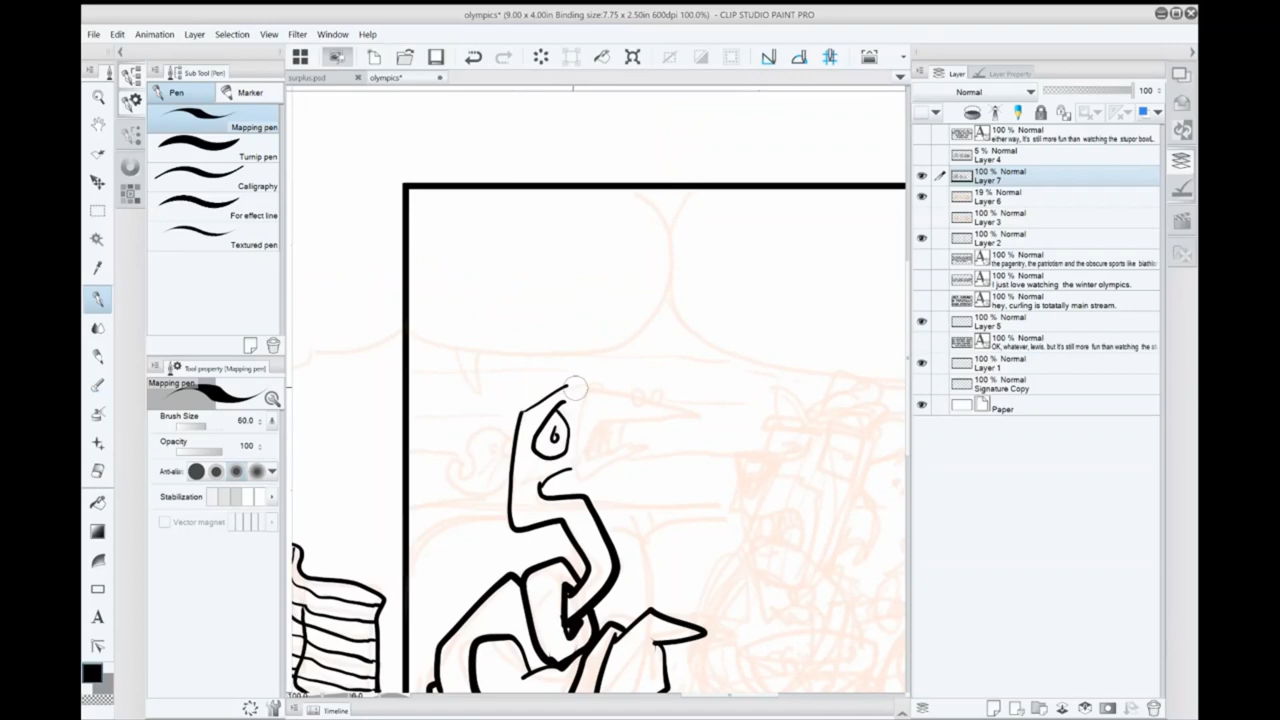 olympics* (9.00 x 4.00in Binding size:7.75 x 2.50in 600dpi 100.0%) - CLIP STUDIO PAINT PRO
File Edit Animation Layer Selection View Filter Window Help
Sub Tool [Pen]
surplus.psd
olympics*
Layer
Layer Property
Pen
Marker
Normal
100
Mapping pen
Turnip pen
Calligraphy
For effect line
Textured pen
100 % Normal
either way, it's still more fun than watching the stupor bowl.
5 % Normal
Layer 4
100 % Normal
Layer 7
19 % Normal
Layer 6
100 % Normal
Layer 3
100 % Normal
Layer 2
100 % Normal
the pagentry, the patriotism and the obscure sports like biathlo
100 % Normal
I just love watching the winter olympics.
100 % Normal
hey, curling is totatally main stream.
100 % Normal
Layer 5
100 % Normal
OK, whatever, lewis. but it's still more fun than watching the st
100 % Normal
Layer 1
100 % Normal
Signature Copy
Paper
Tool property [Mapping pen]
Mapping pen
Brush Size
60.0
Opacity
100
Anti-alia
Stabilization
Vector magnet
100.0
0.0
Timeline